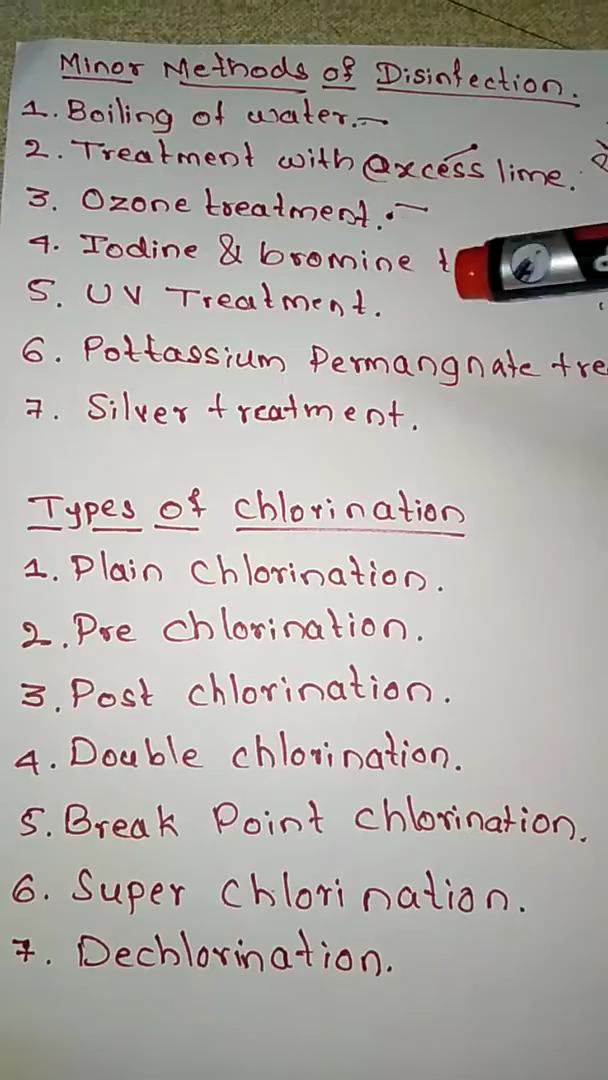 Minor Methods of Disinfection.
1. Boiling of water.
2. Treatment with excess lime.
3. Ozone treatment.
4. Iodine & bromine t
5. UV Treatment.
6. Pottassium Permangnate tre
7. Silver treatment.
Types of chlorination
1. Plain chlorination.
2. Pre chlorination.
3. Post chlorination.
4. Double chlorination.
5. Break Point chlorination.
6. Super chlorination.
7. Dechlorination.